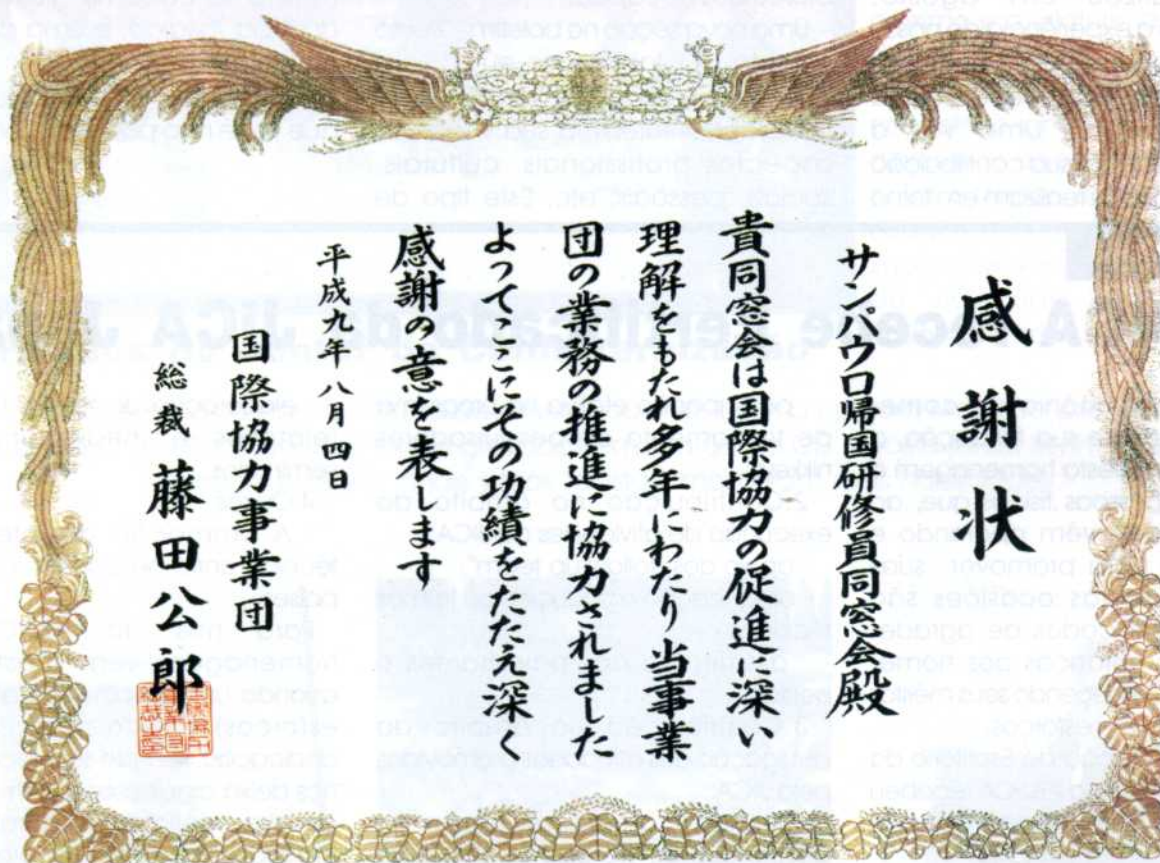 感謝状
サンパウロ帰国研修員同窓会殿
貴同窓会は国際協力の促進に深い
理解をもたれ多年にわたり当事業
団の業務の推進に協力されました
よってここにその功績をたたえ深く
感謝の意を表します
平成九年八月四日
国際協力事業団
総裁 藤田公郎